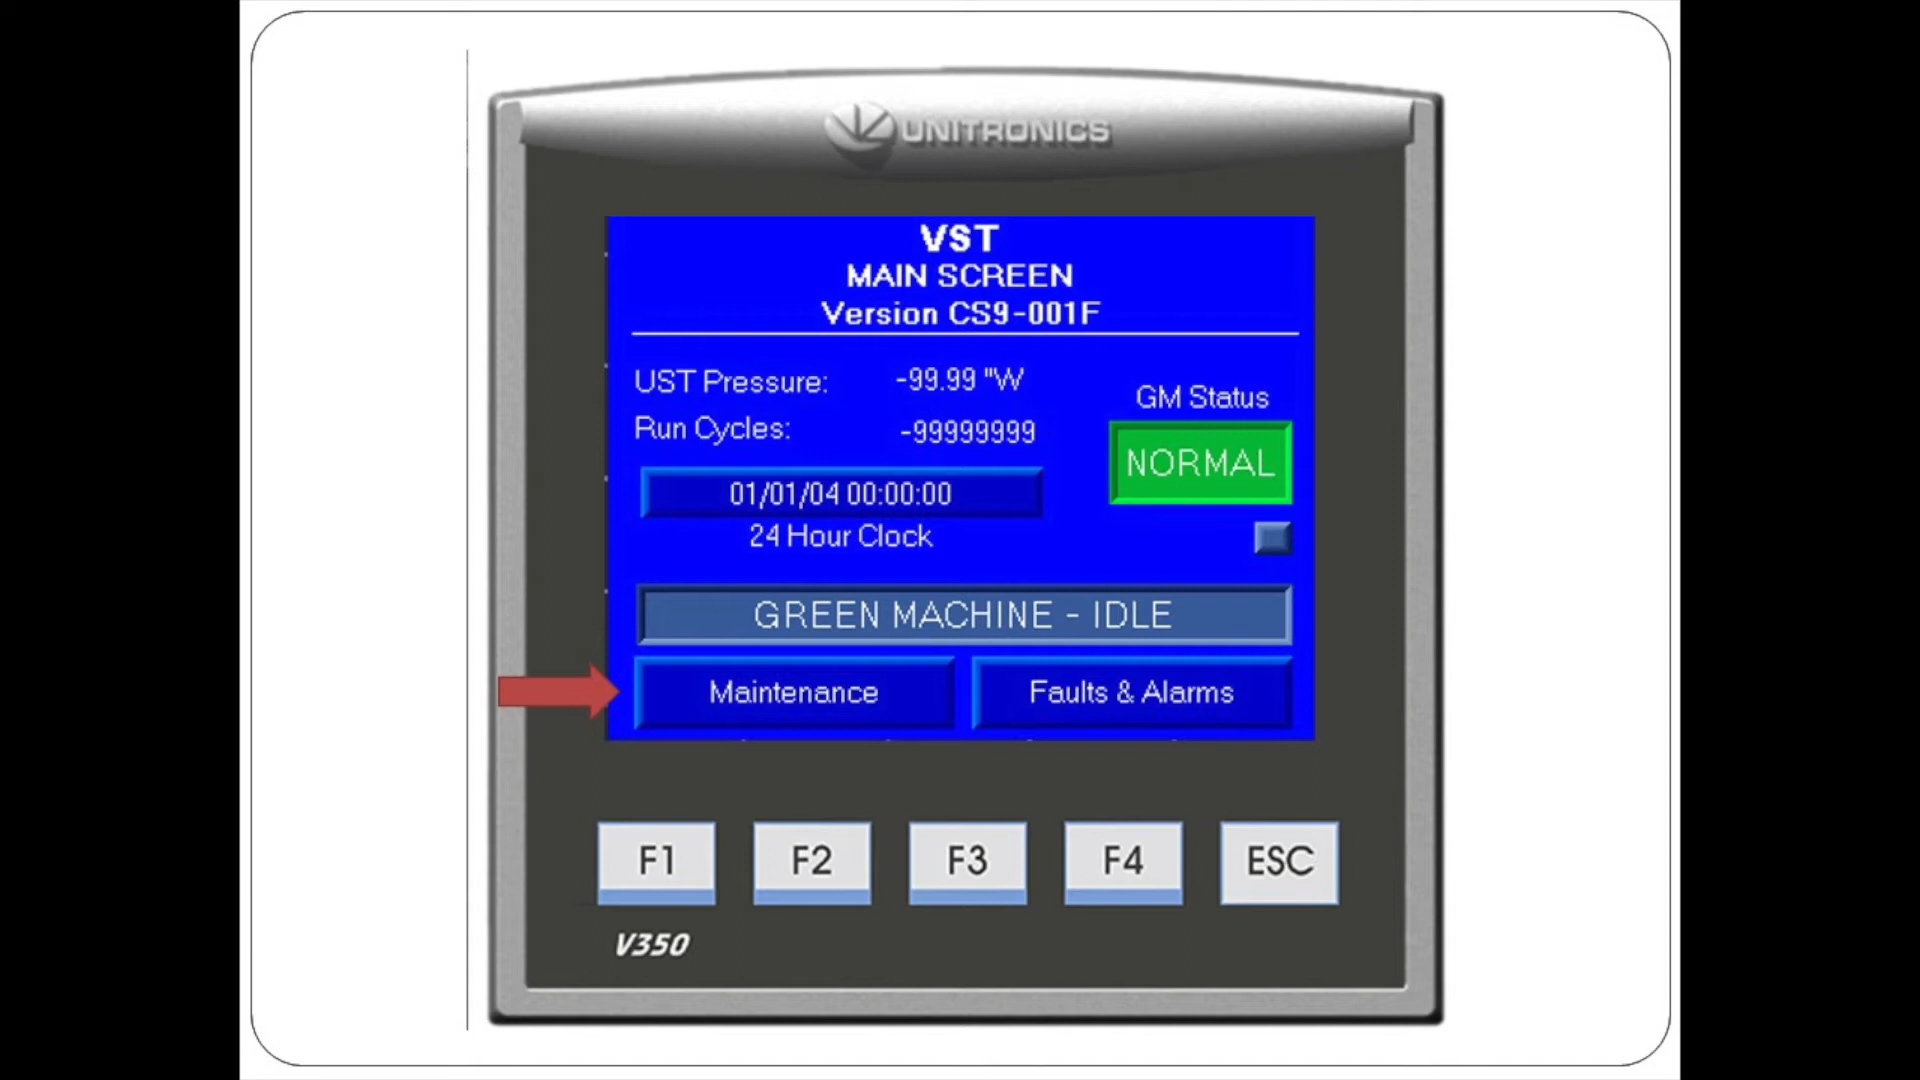 UNITRONICS
VST
MAIN SCREEN
Version CS9-001F
UST Pressure: -99.99 "W
Run Cycles: -99999999
GM Status
NORMAL
01/01/04 00:00:00
24 Hour Clock
GREEN MACHINE - IDLE
Maintenance
Faults & Alarms
F1
F2
F3
F4
ESC
V350